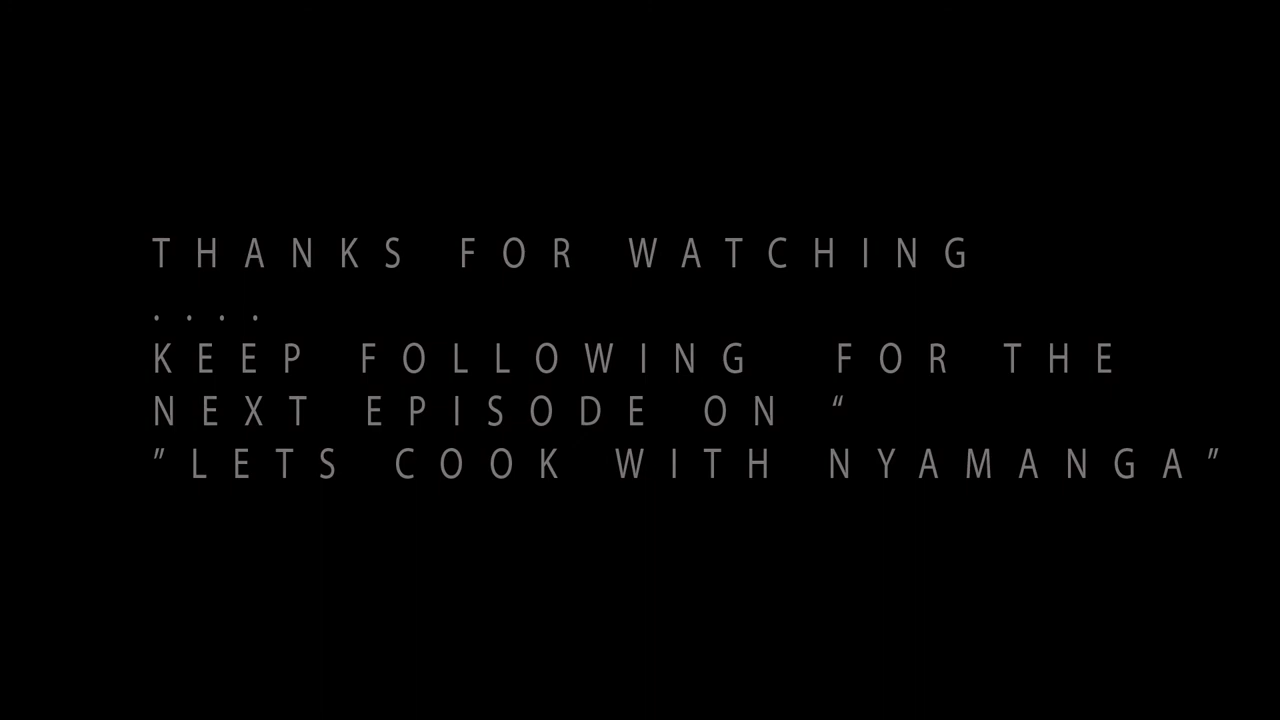 THANKS FOR WATCHING
....
KEEP FOLLOWING FOR THE
NEXT EPISODE ON “
”LETS COOK WITH NYAMANGA”